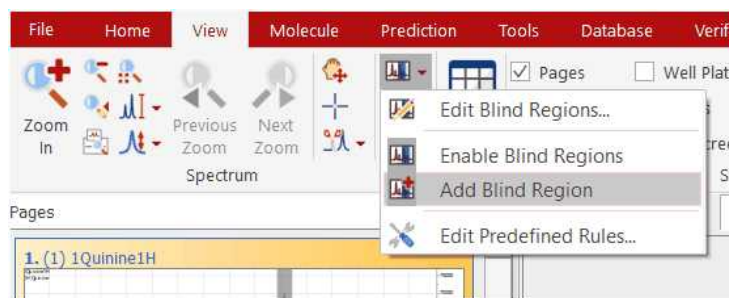 File Home View Molecule Prediction Tools Database Verif
Pages Well Plat
Edit Blind Regions...
Zoom In
Previous Zoom
Next Zoom
Enable Blind Regions
Spectrum
Add Blind Region
Pages
Edit Predefined Rules...
1. (1) 1Quinine1H